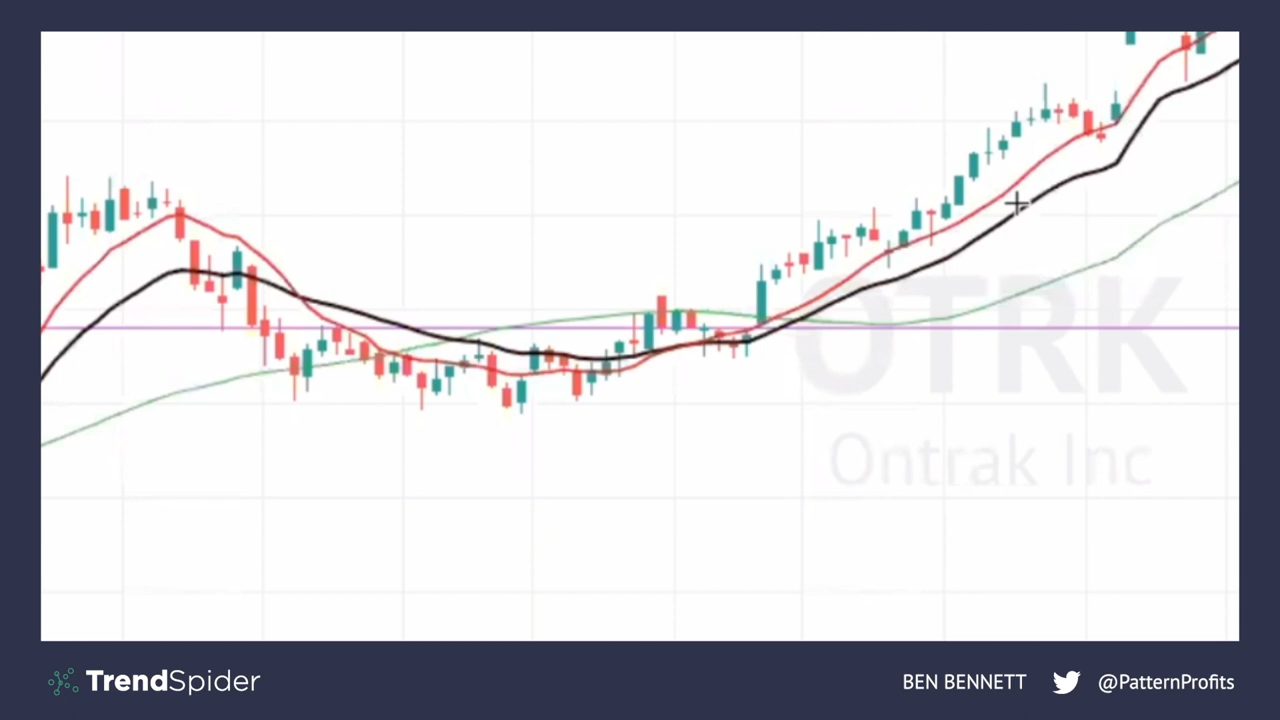 OTRK
Ontrak Inc
TrendSpider
BEN BENNETT
@PatternProfits